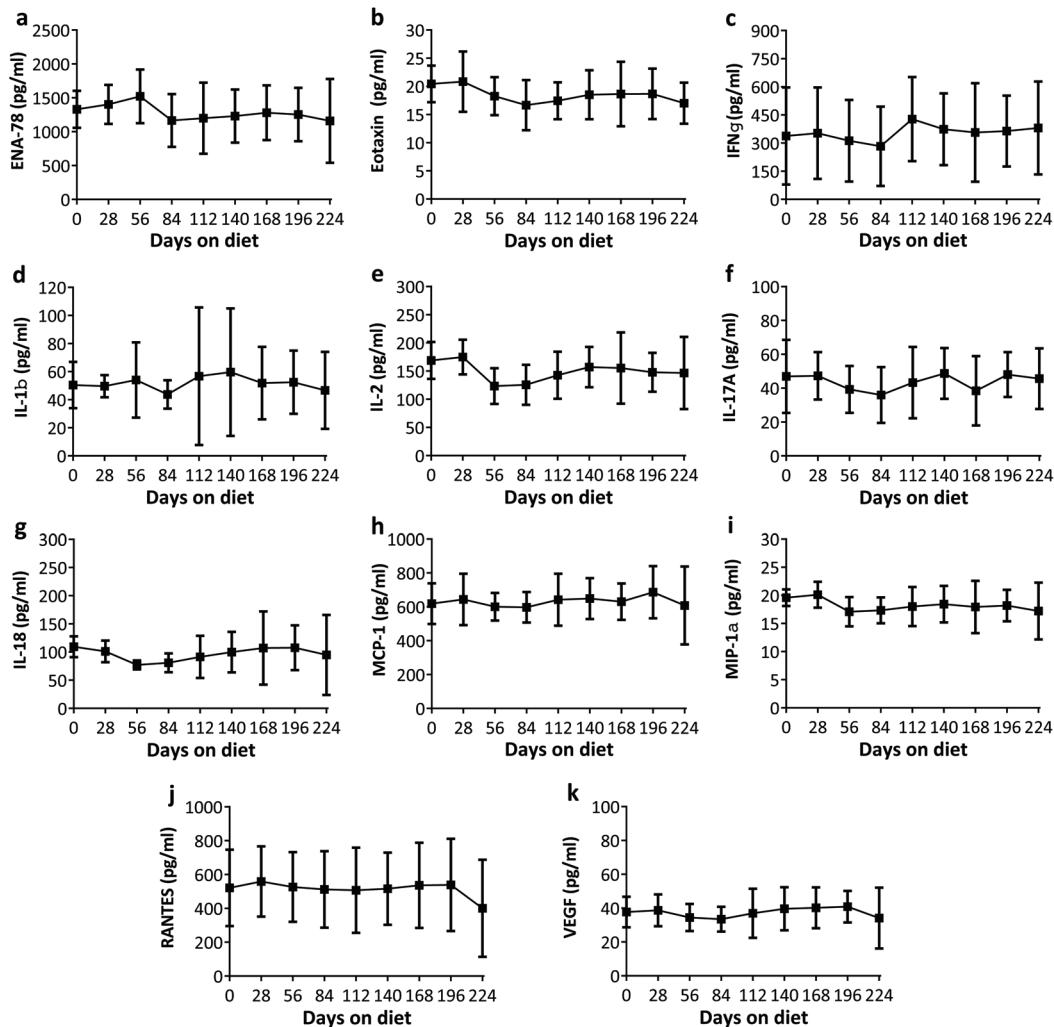 a
ENA-78 (pg/ml)
2500
2000
1500
1000
500
0
0 28 56 84 112 140 168 196 224
Days on diet
b
Eotaxin (pg/ml)
30
25
20
15
10
5
0
0 28 56 84 112 140 168 196 224
Days on diet
c
IFNg(pg/ml)
900
750
600
450
300
150
0
0 28 56 84 112 140 168 196 224
Days on diet
d
IL-1b (pg/ml)
120
100
80
60
40
20
0
0 28 56 84 112 140 168 196 224
Days on diet
e
IL-2 (pg/ml)
300
250
200
150
100
50
0
0 28 56 84 112 140 168 196 224
Days on diet
f
IL-17A (pg/ml)
100
80
60
40
20
0
0 28 56 84 112 140 168 196 224
Days on diet
g
IL-18 (pg/ml)
300
250
200
150
100
50
0
0 28 56 84 112 140 168 196 224
Days on diet
h
MCP-1 (pg/ml)
1000
800
600
400
200
0
0 28 56 84 112 140 168 196 224
Days on diet
i
MIP-1a (pg/ml)
30
25
20
15
10
5
0
0 28 56 84 112 140 168 196 224
Days on diet
j
RANTES (pg/ml)
1000
800
600
400
200
0
0 28 56 84 112 140 168 196 224
Days on diet
k
VEGF (pg/ml)
100
80
60
40
20
0
0 28 56 84 112 140 168 196 224
Days on diet